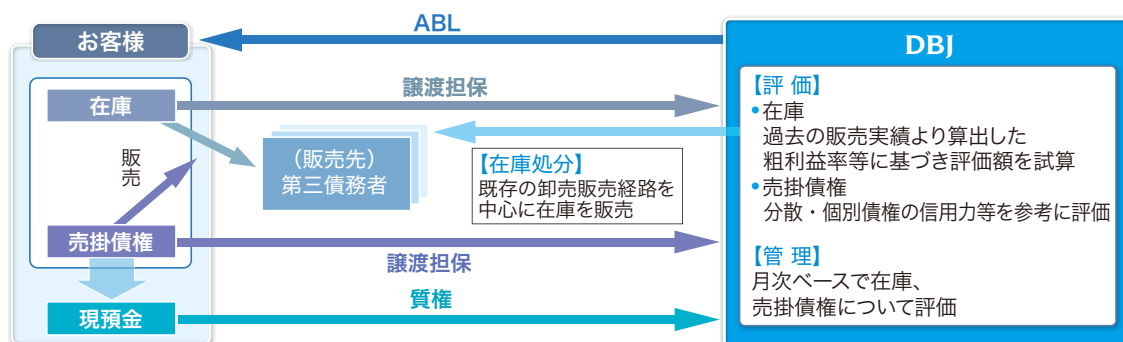 ABL
お客様
DBJ
在庫
譲渡担保
販売
(販売先)
第三債務者
【在庫処分】
既存の卸売販売経路を
中心に在庫を販売
売掛債権
譲渡担保
現預金
質権
【評 価】
•在庫
過去の販売実績より算出した
粗利益率等に基づき評価額を試算
•売掛債権
分散・個別債権の信用力等を参考に評価
【管 理】
月次ベースで在庫、
売掛債権について評価